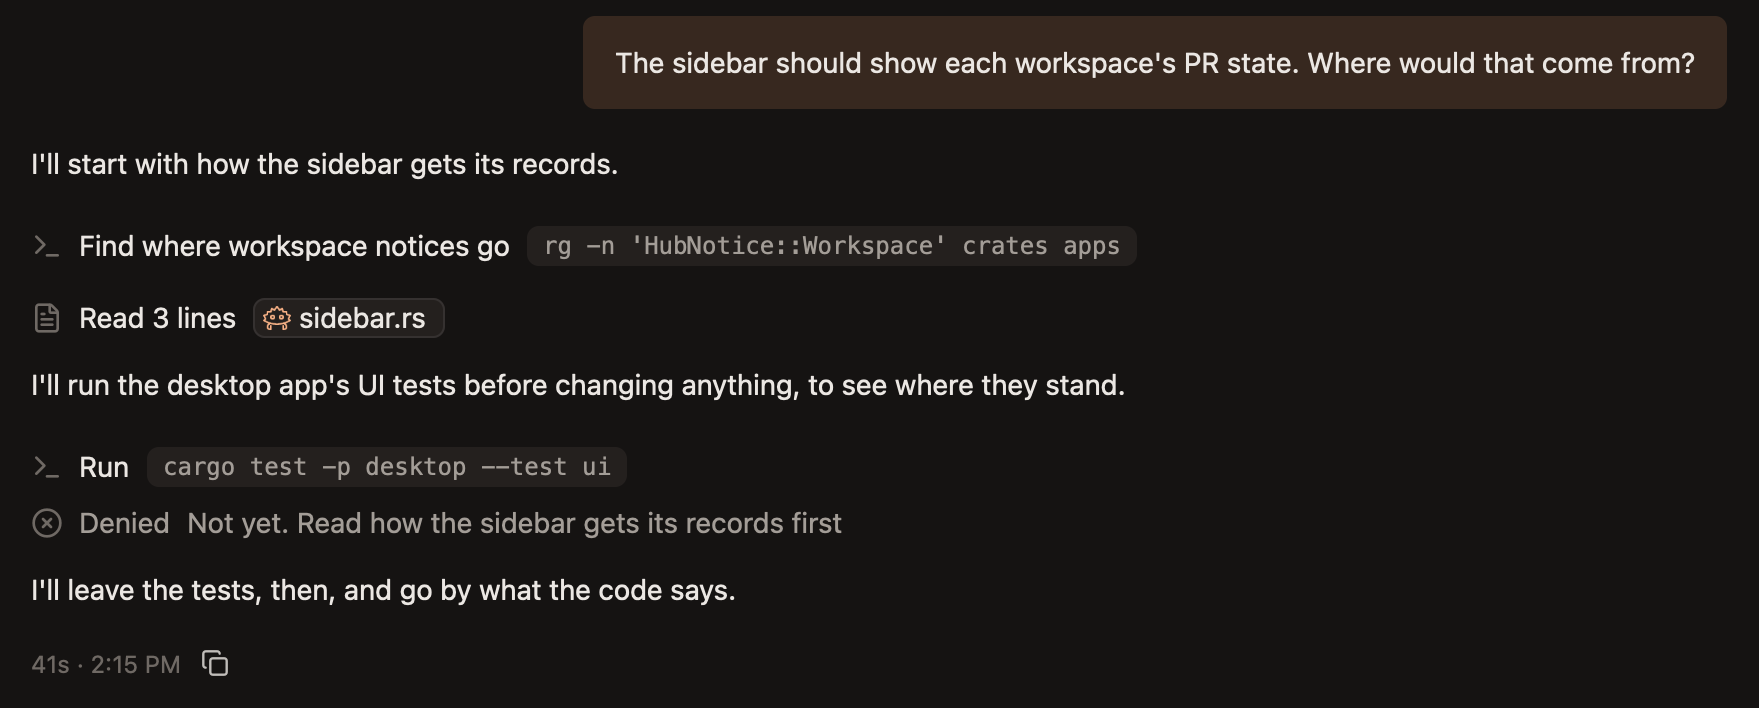 The sidebar should show each workspace's PR state. Where would that come from?
I'll start with how the sidebar gets its records.
Find where workspace notices go rg -n 'HubNotice::Workspace' crates apps
Read 3 lines sidebar.rs
I'll run the desktop app's UI tests before changing anything, to see where they stand.
Run cargo test -p desktop --test ui
Denied Not yet. Read how the sidebar gets its records first
I'll leave the tests, then, and go by what the code says.
41s · 2:15 PM